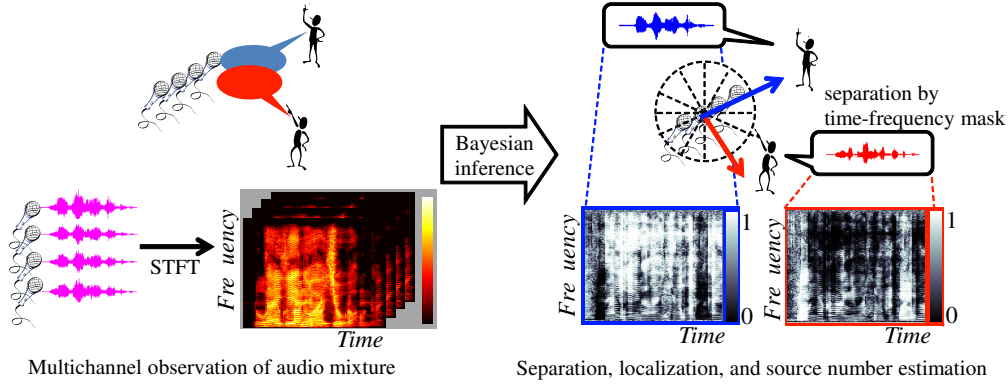 STFT
Fre uency
Time
Multichannel observation of audio mixture
Bayesian
inference
separation by
time-frequency mask
Fre uency
1
0
Time
Fre uency
1
0
Time
Separation, localization, and source number estimation